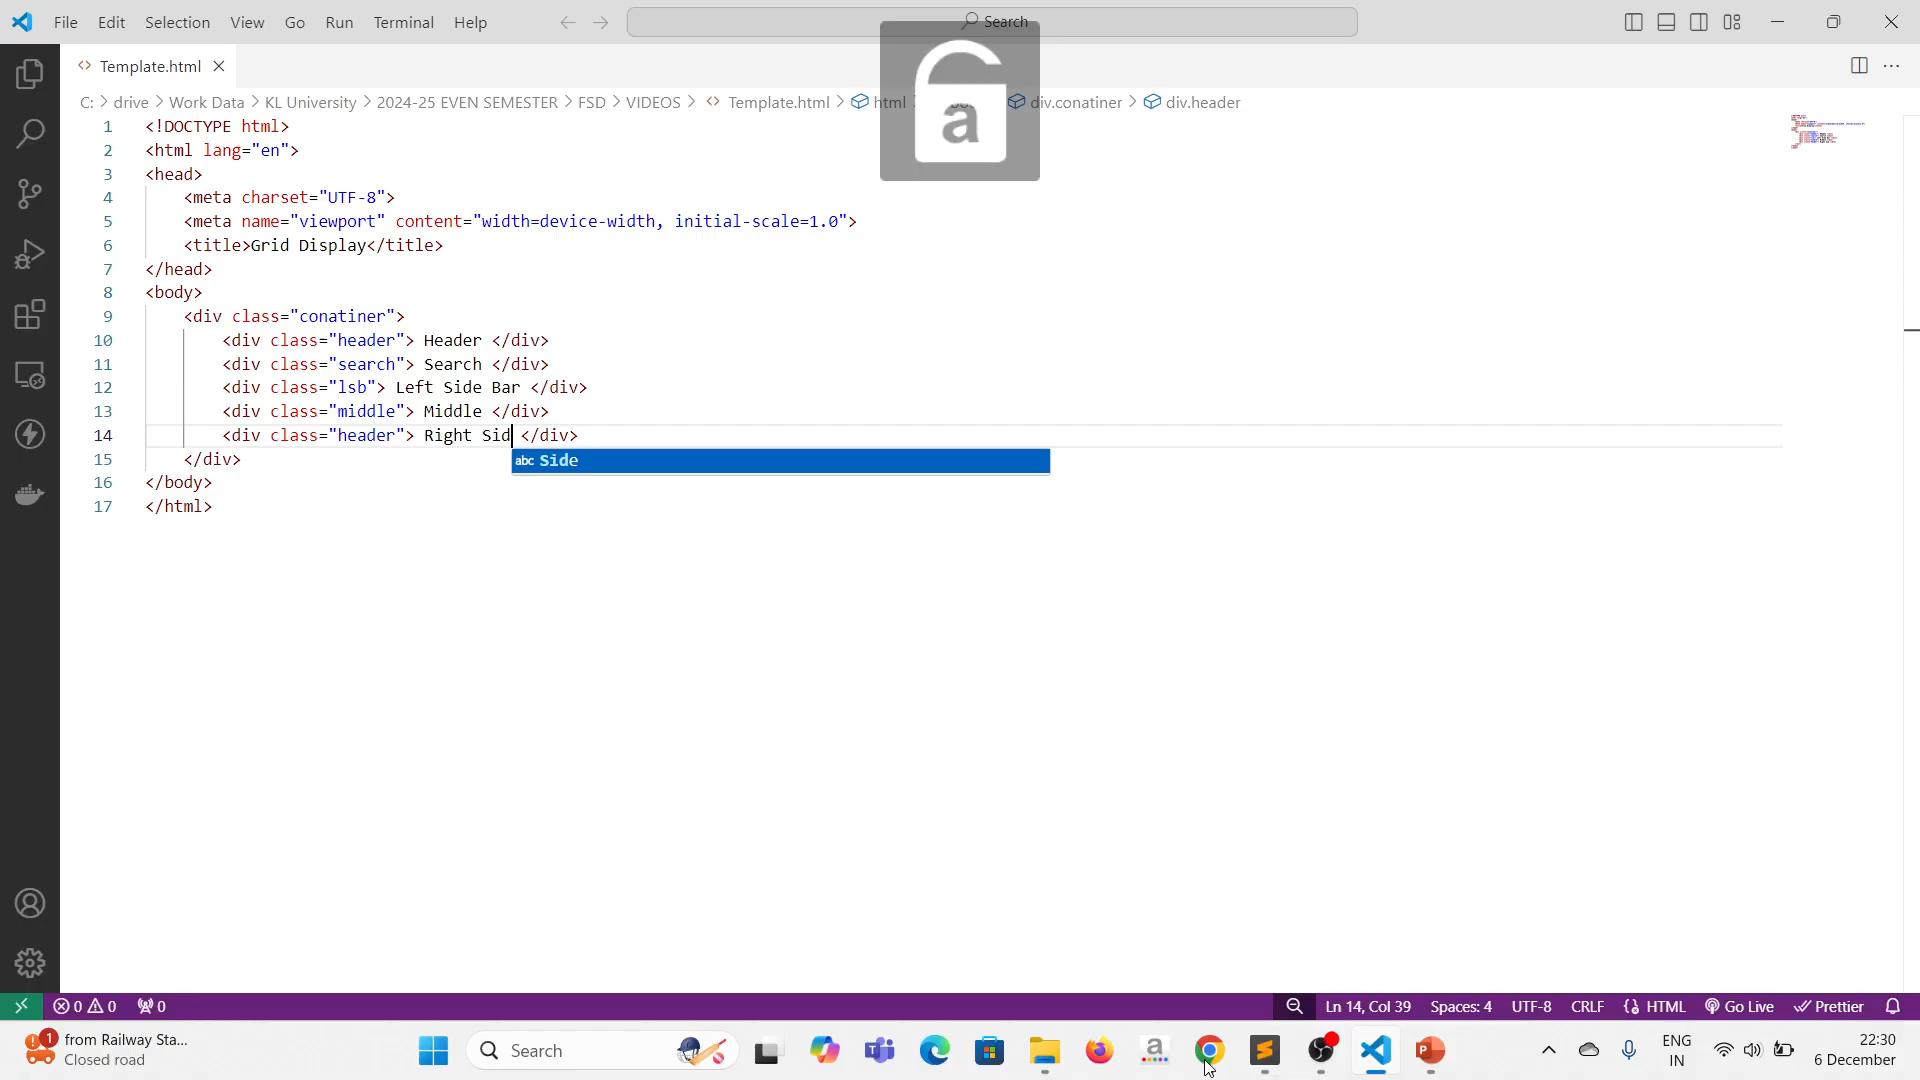 File Edit Selection View Go Run Terminal Help
Search
a
Template.html
C: > drive > Work Data > KL University > 2024-25 EVEN SEMESTER > FSD > VIDEOS > Template.html > html > div.conatiner > div.header
1 <!DOCTYPE html>
2 <html lang="en">
3 <head>
4 <meta charset="UTF-8">
5 <meta name="viewport" content="width=device-width, initial-scale=1.0">
6 <title>Grid Display</title>
7 </head>
8 <body>
9 <div class="conatiner">
10 <div class="header"> Header </div>
11 <div class="search"> Search </div>
12 <div class="lsb"> Left Side Bar </div>
13 <div class="middle"> Middle </div>
14 <div class="header"> Right Sid </div>
abc Side
15 </div>
16 </body>
17 </html>
0 0 0 Ln 14, Col 39 Spaces: 4 UTF-8 CRLF {} HTML Go Live Prettier
1 from Railway Sta...
Closed road
Search
ENG
IN
22:30
6 December